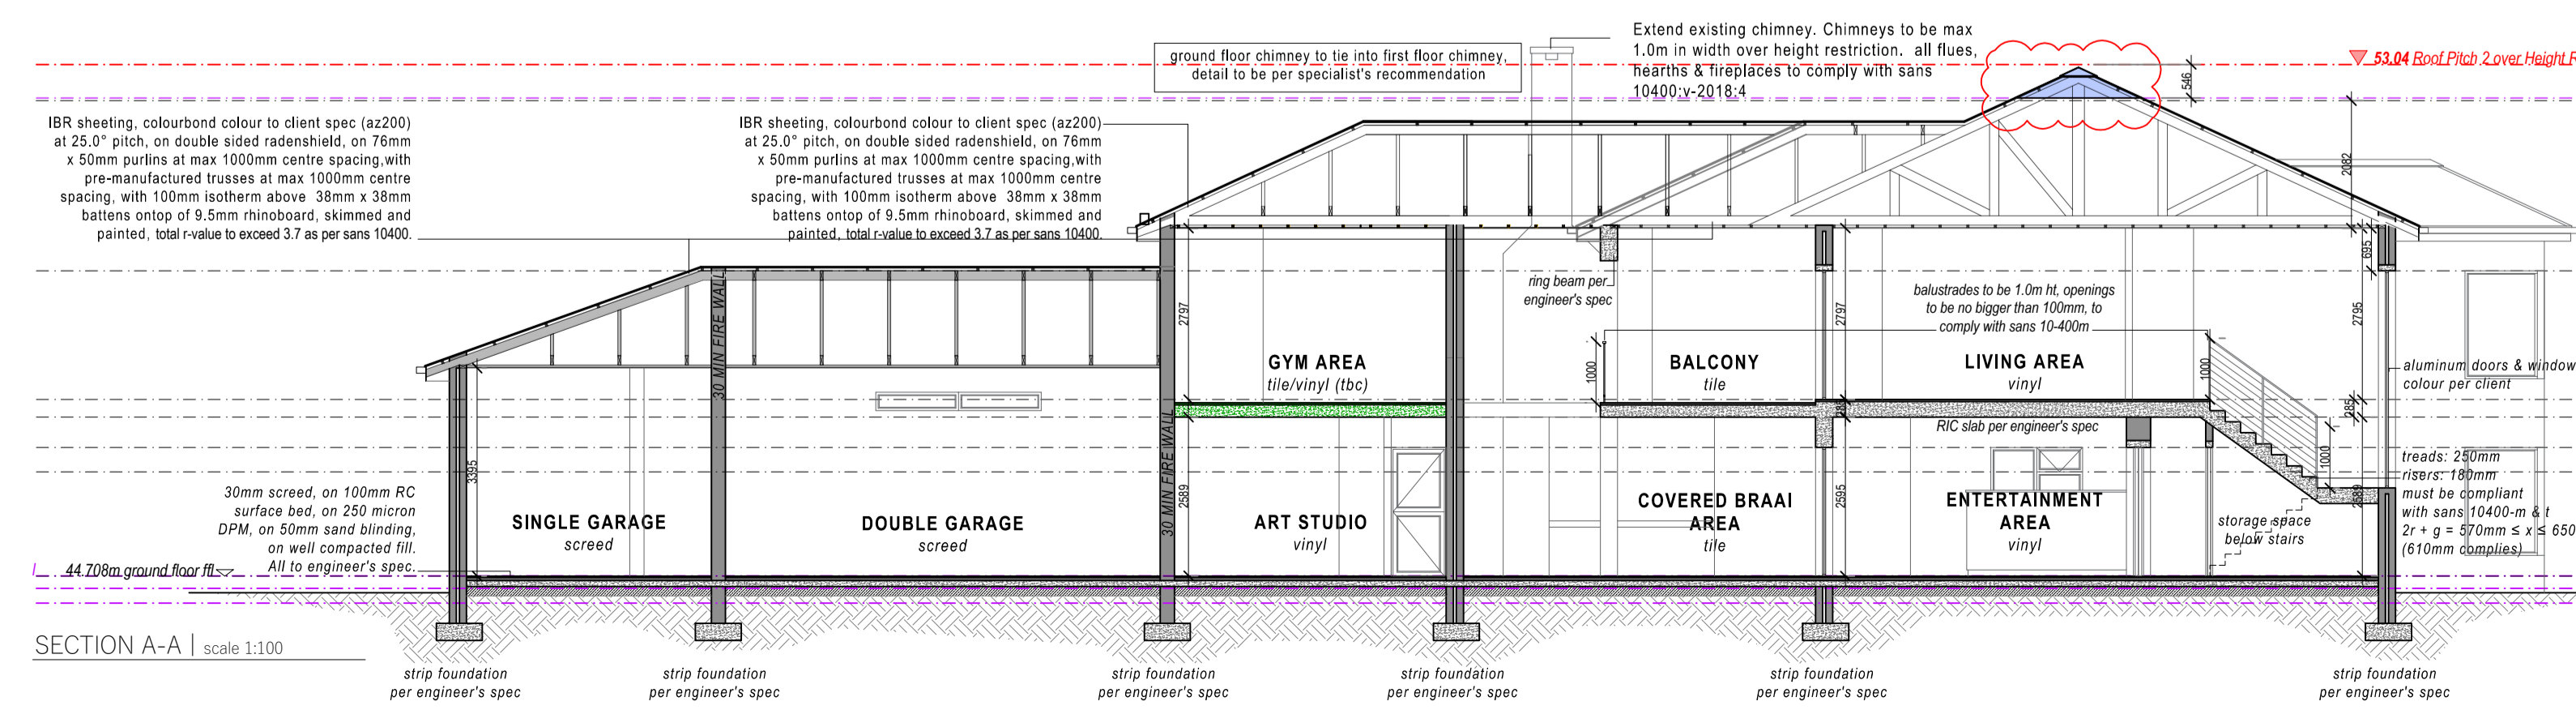 ground floor chimney to tie into first floor chimney,
detail to be per specialist's recommendation
Extend existing chimney. Chimneys to be max
1.0m in width over height restriction. all flues,
hearths & fireplaces to comply with sans
10400:v-2018:4
53.04 Roof Pitch 2 over Height
546
2082
IBR sheeting, colourbond colour to client spec (az200)
at 25.0° pitch, on double sided radenshield, on 76mm
x 50mm purlins at max 1000mm centre spacing,with
pre-manufactured trusses at max 1000mm centre
spacing, with 100mm isotherm above 38mm x 38mm
battens ontop of 9.5mm rhinoboard, skimmed and
painted, total r-value to exceed 3.7 as per sans 10400.
IBR sheeting, colourbond colour to client spec (az200)
at 25.0° pitch, on double sided radenshield, on 76mm
x 50mm purlins at max 1000mm centre spacing,with
pre-manufactured trusses at max 1000mm centre
spacing, with 100mm isotherm above 38mm x 38mm
battens ontop of 9.5mm rhinoboard, skimmed and
painted, total r-value to exceed 3.7 as per sans 10400.
30 MIN FIRE WALL
30 MIN FIRE WALL
2797
ring beam per
engineer's spec
2797
balustrades to be 1.0m ht, openings
to be no bigger than 100mm, to
comply with sans 10-400m
695
2795
GYM AREA
tile/vinyl (tbc)
1000
BALCONY
tile
LIVING AREA
vinyl
1000
aluminum doors & window
colour per client
285
285
RIC slab per engineer's spec
1000
3395
2589
2595
2589
treads: 250mm
risers: 180mm
must be compliant
with sans 10400-m & t
2r + g = 570mm ≤ x ≤ 650
(610mm complies)
30mm screed, on 100mm RC
surface bed, on 250 micron
DPM, on 50mm sand blinding,
on well compacted fill.
All to engineer's spec.
SINGLE GARAGE
screed
DOUBLE GARAGE
screed
ART STUDIO
vinyl
COVERED BRAAI
AREA
tile
ENTERTAINMENT
AREA
vinyl
storage space
below stairs
44.708m ground floor ffl
SECTION A-A | scale 1:100
strip foundation
per engineer's spec
strip foundation
per engineer's spec
strip foundation
per engineer's spec
strip foundation
per engineer's spec
strip foundation
per engineer's spec
strip foundation
per engineer's spec